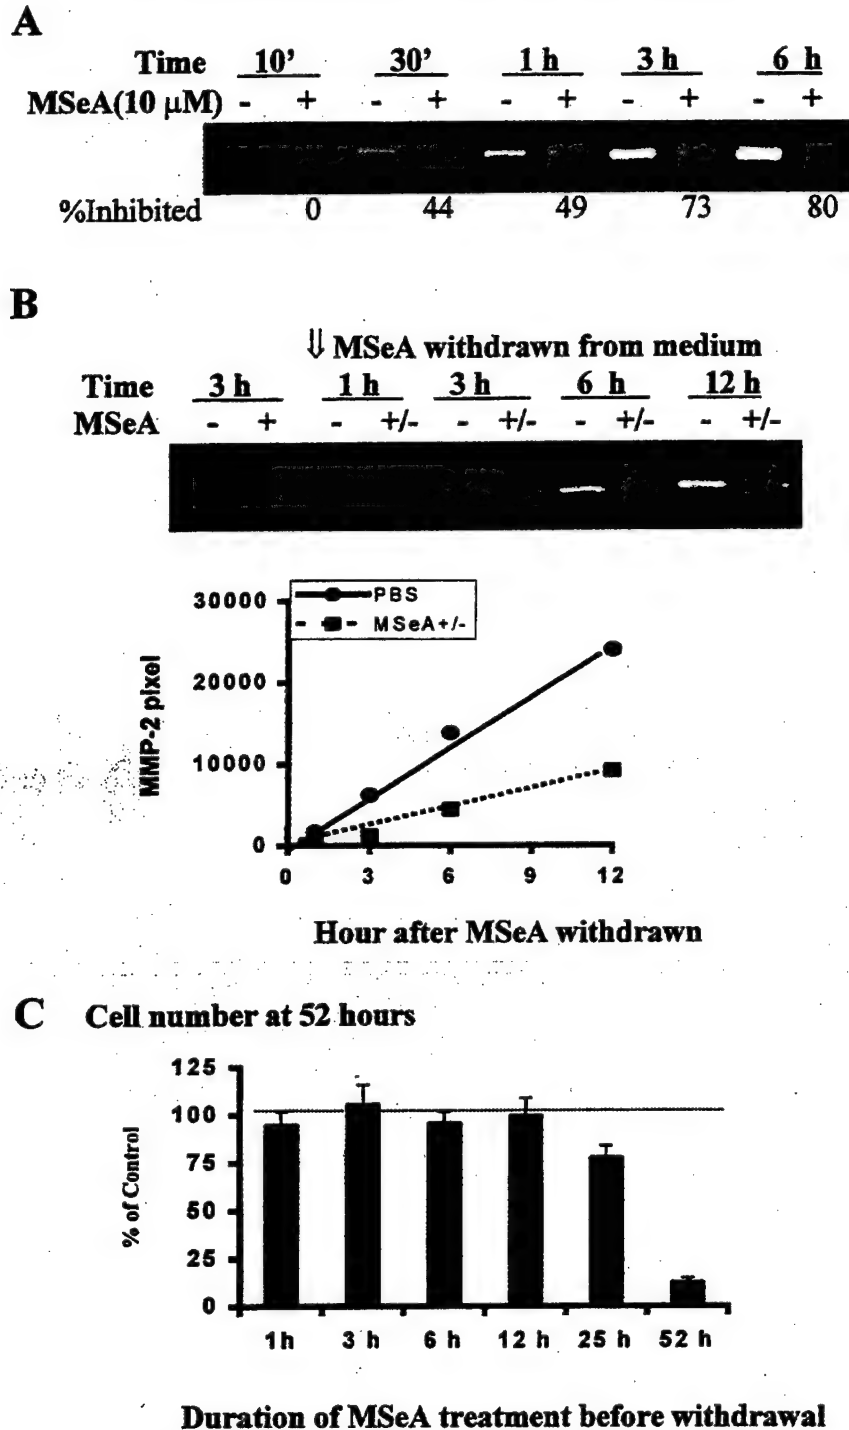 A
Time 10’ 30’ 1 h 3 h 6 h
MSeA(10 μM) - + - + - + - + - +
%Inhibited 0 44 49 73 80
B
⇓ MSeA withdrawn from medium
Time 3 h 1 h 3 h 6 h 12 h
MSeA - + - +/- - +/- - +/- - +/-
30000
20000
10000
0
MMP-2 pixel
PBS
MSeA+/-
0 3 6 9 12
Hour after MSeA withdrawn
C Cell number at 52 hours
125
100
75
50
25
0
% of Control
1h 3 h 6 h 12 h 25 h 52 h
Duration of MSeA treatment before withdrawal